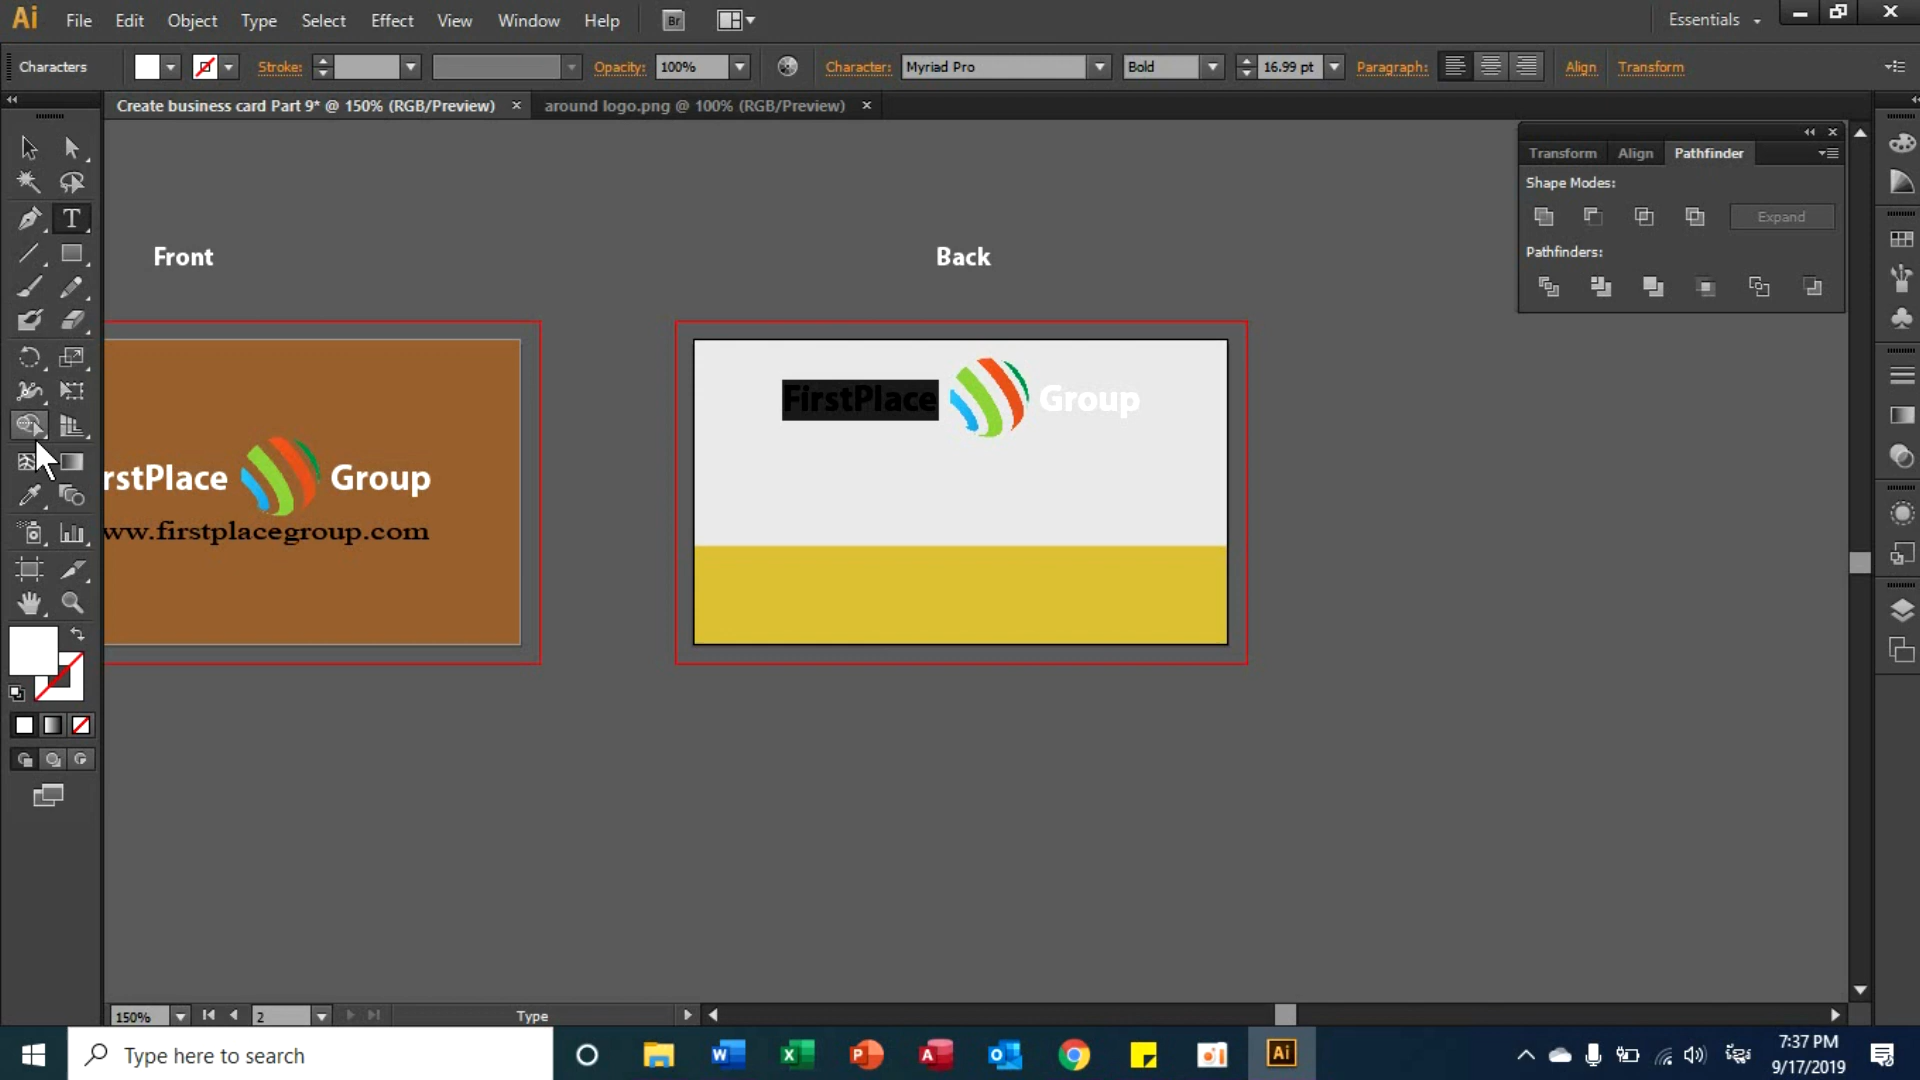 Ai File Edit Object Type Select Effect View Window Help Br Essentials
Characters Stroke: Opacity: 100% Character: Myriad Pro Bold 16.99 pt Paragraph: Align Transform
Create business card Part 9* @ 150% (RGB/Preview) × around logo.png @ 100% (RGB/Preview) ×
Transform Align Pathfinder
Shape Modes:
Expand
Pathfinders:
Front
Back
FirstPlace Group
rstPlace Group
ww.firstplacegroup.com
150% 2 Type
Type here to search
7:37 PM
9/17/2019